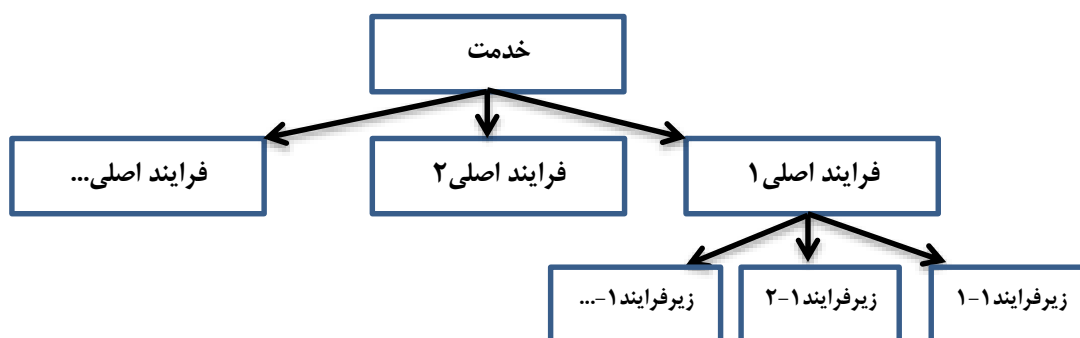 خدمت
فرایند اصلی۱
فرایند اصلی۲
فرایند اصلی...
زیرفرایند۱-۱
زیرفرایند۱-۲
زیرفرایند۱-...